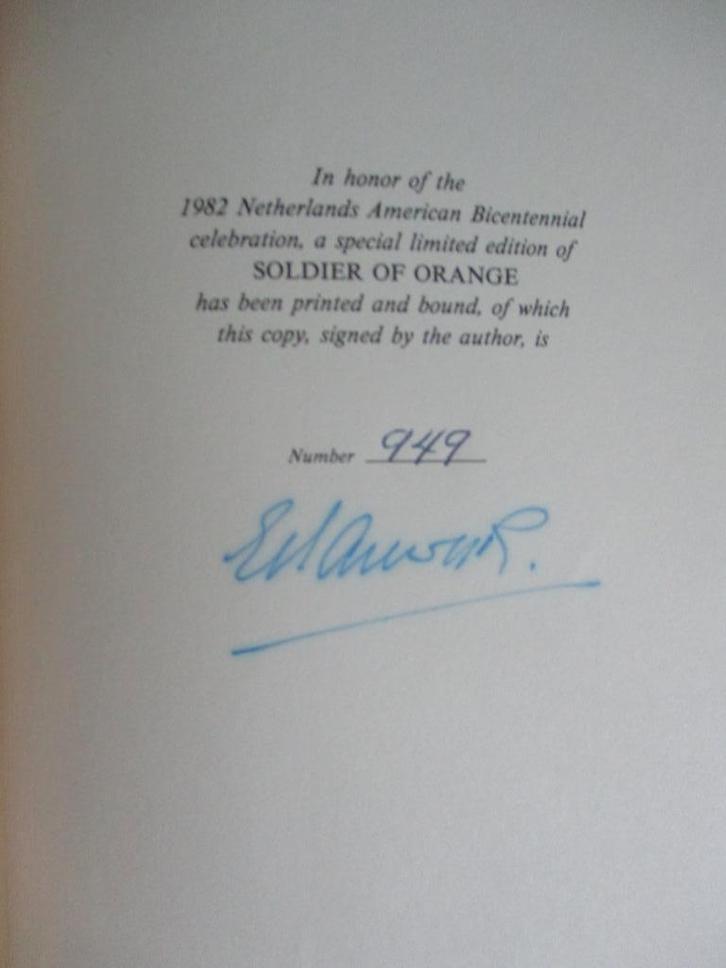 In honor of the
1982 Netherlands American Bicentennial
celebration, a special limited edition of
SOLDIER OF ORANGE
has been printed and bound, of which
this copy, signed by the author, is
Number 949